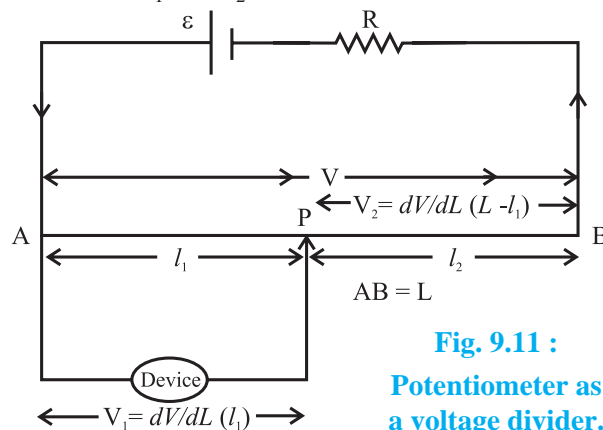 ε
R
V
V₂= dV/dL (L -l₁)
P
A
B
l₁
l₂
AB = L
Device
V₁= dV/dL (l₁)
Fig. 9.11 :
Potentiometer as
a voltage divider.